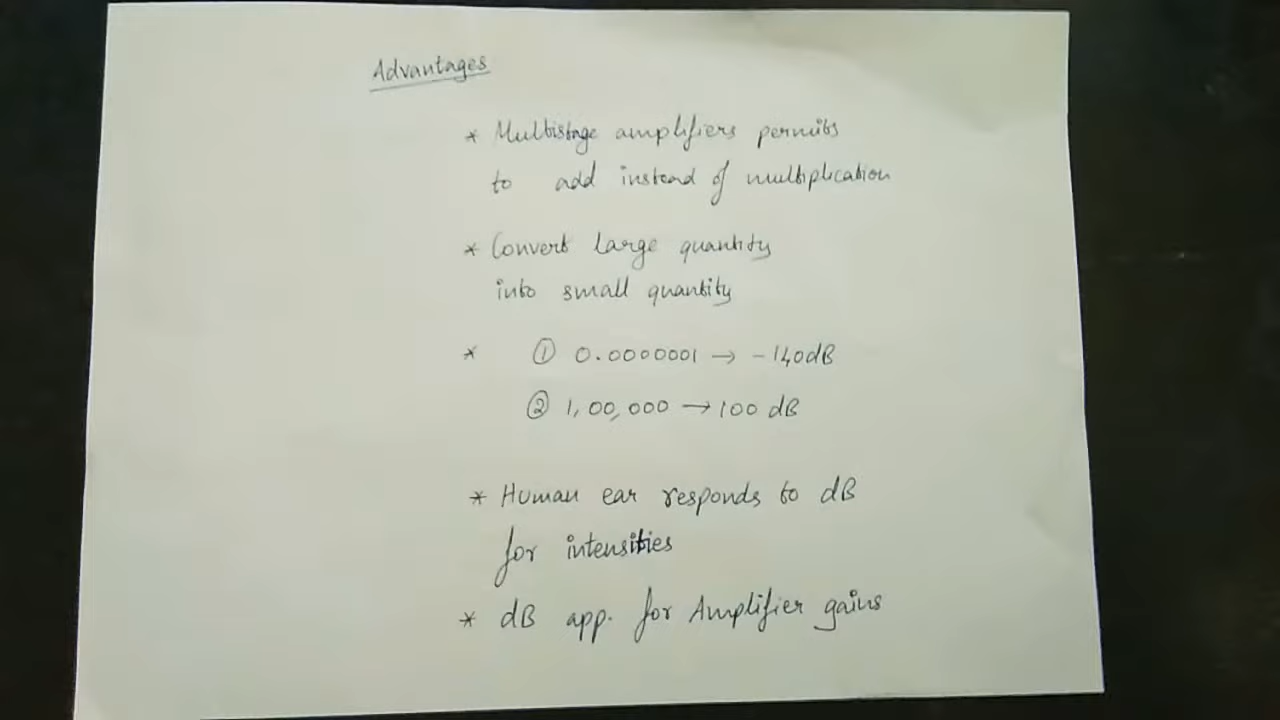 Advantages
* Multistage amplifiers permits
to add instead of multiplication
* Convert large quantity
into small quantity
* ① 0.0000001 → -140dB
② 1,00,000 → 100 dB
* Human ear responds to dB
for intensities
* dB app. for Amplifier gains